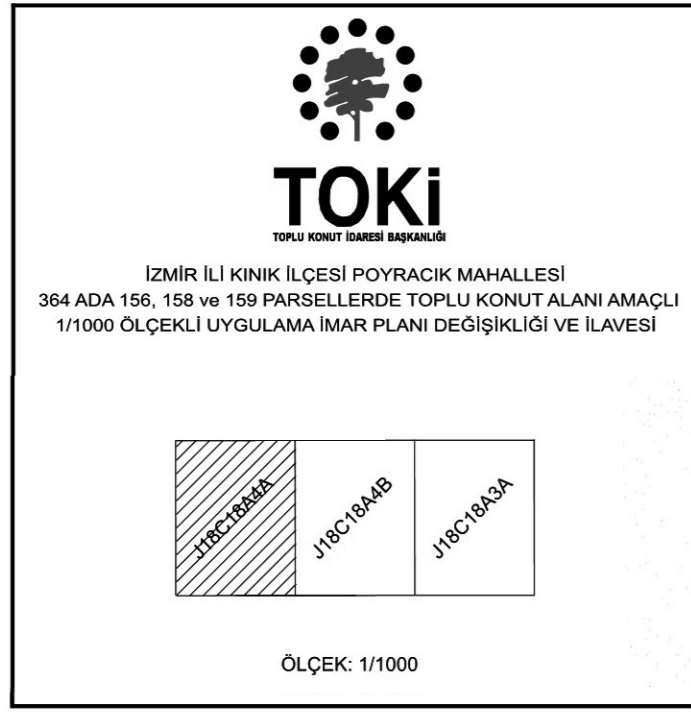 TOKİ
TOPLU KONUT İDARESİ BAŞKANLIĞI
İZMİR İLİ KINIK İLÇESİ POYRACIK MAHALLESİ
364 ADA 156, 158 ve 159 PARSELLERDE TOPLU KONUT ALANI AMAÇLI
1/1000 ÖLÇEKLİ UYGULAMA İMAR PLANI DEĞİŞİKLİĞİ VE İLAVESİ
J18C18A4A
J18C18A4B
J18C18A3A
ÖLÇEK: 1/1000